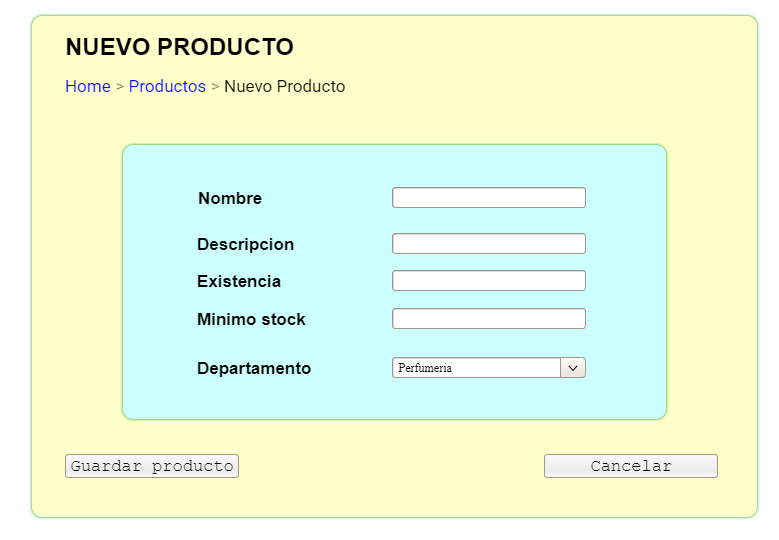 NUEVO PRODUCTO
Home > Productos > Nuevo Producto
Nombre
Descripcion
Existencia
Minimo stock
Departamento Perfumeria
Guardar producto Cancelar